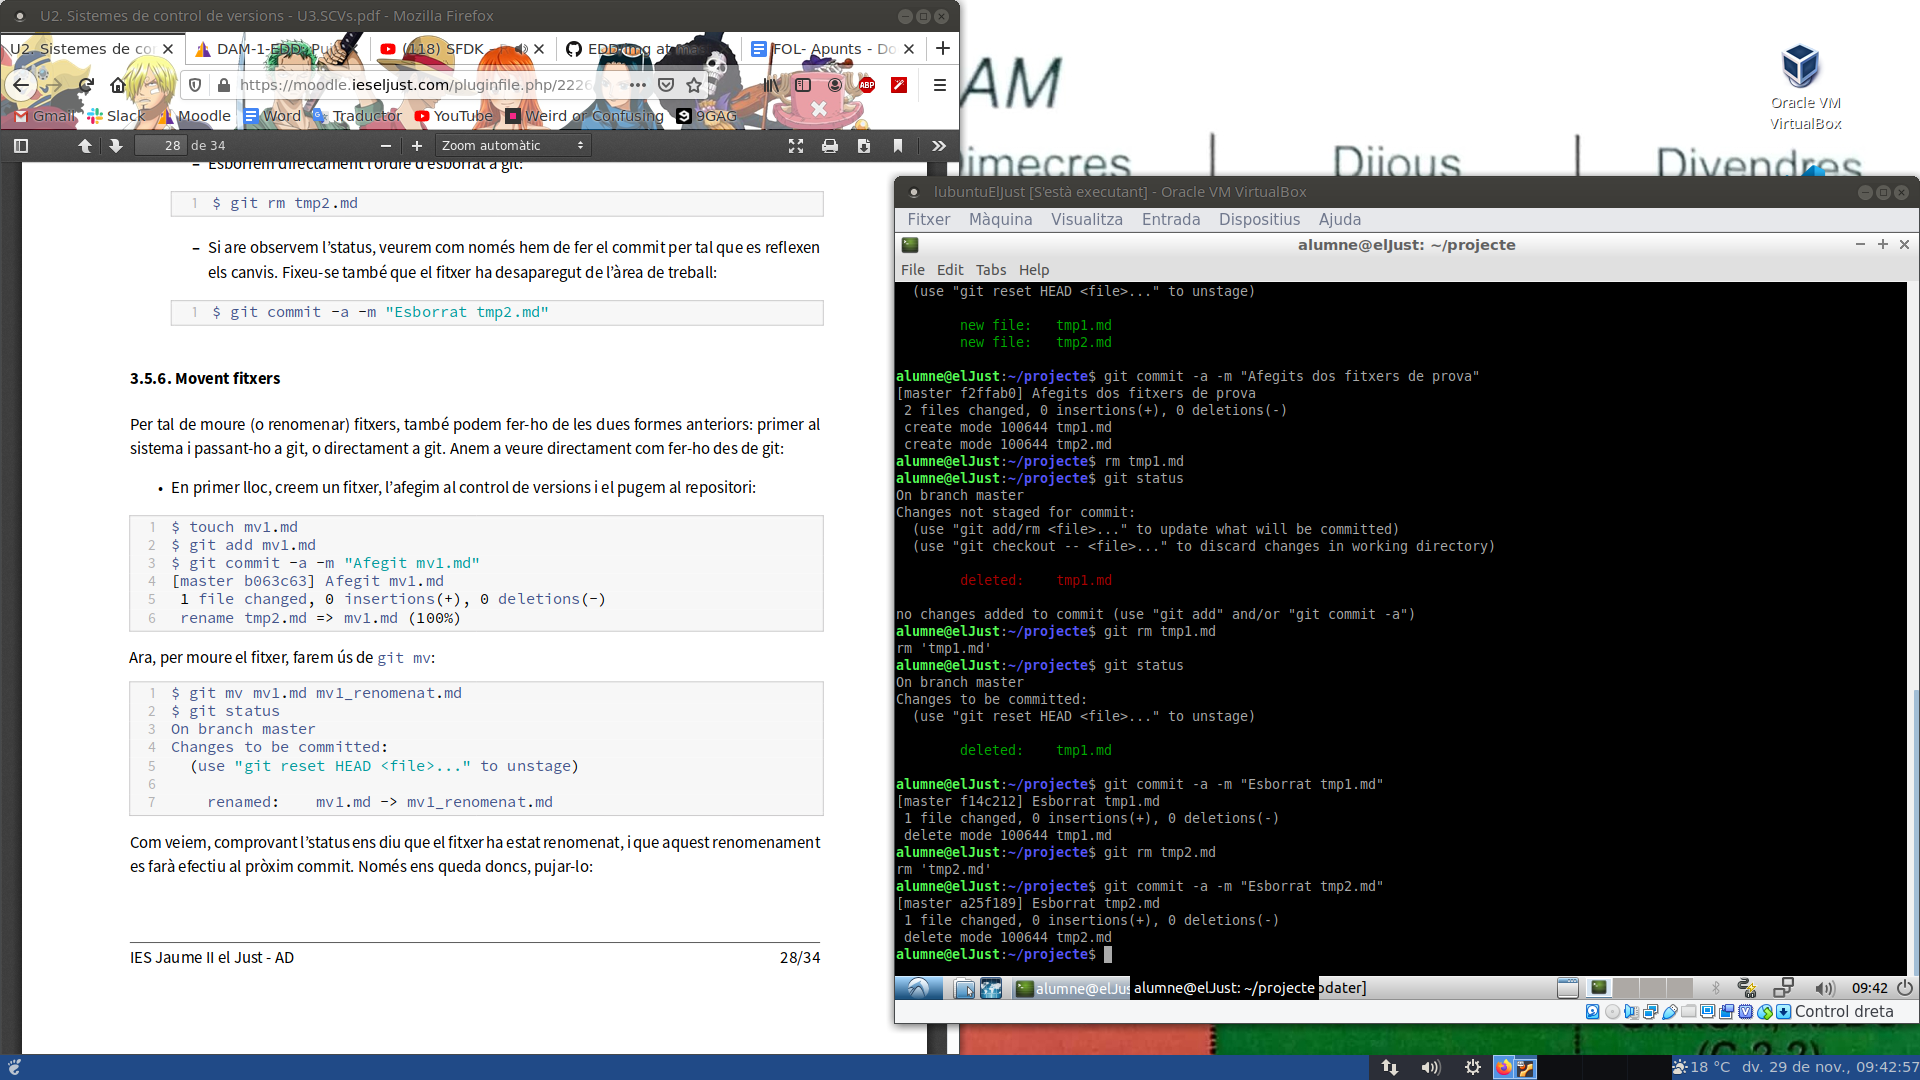 U2. Sistemes de control de versions - U3.SCVs.pdf - Mozilla Firefox
U2. Sistemes de co
DAM-1-EDD: Pu
(118) SFDK -
EDD/img at ma
FOL- Apunts - Do
https://moodle.ieseljust.com/pluginfile.php/2226
ABP
Gmail
Slack
Moodle
Word
Traductor
YouTube
Weird or Confusing
9GAG
28 de 34
Zoom automàtic
– Esborrem directament l'ordre d'esborrat a git:
1 $ git rm tmp2.md
– Si are observem l'status, veurem com només hem de fer el commit per tal que es reflexen
els canvis. Fixeu-se també que el fitxer ha desaparegut de l'àrea de treball:
1 $ git commit -a -m "Esborrat tmp2.md"
3.5.6. Movent fitxers
Per tal de moure (o renomenar) fitxers, també podem fer-ho de les dues formes anteriors: primer al
sistema i passant-ho a git, o directament a git. Anem a veure directament com fer-ho des de git:
• En primer lloc, creem un fitxer, l'afegim al control de versions i el pugem al repositori:
1 $ touch mv1.md
2 $ git add mv1.md
3 $ git commit -a -m "Afegit mv1.md"
4 [master b063c63] Afegit mv1.md
5 1 file changed, 0 insertions(+), 0 deletions(-)
6 rename tmp2.md => mv1.md (100%)
Ara, per moure el fitxer, farem ús de git mv:
1 $ git mv mv1.md mv1_renomenat.md
2 $ git status
3 On branch master
4 Changes to be committed:
5 (use "git reset HEAD <file>..." to unstage)
6
7 renamed: mv1.md -> mv1_renomenat.md
Com veiem, comprovant l'status ens diu que el fitxer ha estat renomenat, i que aquest renomenament
es farà efectiu al pròxim commit. Només ens queda doncs, pujar-lo:
IES Jaume II el Just - AD
28/34
AM
Oracle VM
VirtualBox
imecres
Dijous
Divendres
lubuntuElJust [S'està executant] - Oracle VM VirtualBox
Fitxer Màquina Visualitza Entrada Dispositius Ajuda
alumne@elJust: ~/projecte
File Edit Tabs Help
(use "git reset HEAD <file>..." to unstage)
new file: tmp1.md
new file: tmp2.md
alumne@elJust:~/projecte$ git commit -a -m "Afegits dos fitxers de prova"
[master f2ffab0] Afegits dos fitxers de prova
2 files changed, 0 insertions(+), 0 deletions(-)
create mode 100644 tmp1.md
create mode 100644 tmp2.md
alumne@elJust:~/projecte$ rm tmp1.md
alumne@elJust:~/projecte$ git status
On branch master
Changes not staged for commit:
(use "git add/rm <file>..." to update what will be committed)
(use "git checkout -- <file>..." to discard changes in working directory)
deleted: tmp1.md
no changes added to commit (use "git add" and/or "git commit -a")
alumne@elJust:~/projecte$ git rm tmp1.md
rm 'tmp1.md'
alumne@elJust:~/projecte$ git status
On branch master
Changes to be committed:
(use "git reset HEAD <file>..." to unstage)
deleted: tmp1.md
alumne@elJust:~/projecte$ git commit -a -m "Esborrat tmp1.md"
[master f14c212] Esborrat tmp1.md
1 file changed, 0 insertions(+), 0 deletions(-)
delete mode 100644 tmp1.md
alumne@elJust:~/projecte$ git rm tmp2.md
rm 'tmp2.md'
alumne@elJust:~/projecte$ git commit -a -m "Esborrat tmp2.md"
[master a25f189] Esborrat tmp2.md
1 file changed, 0 insertions(+), 0 deletions(-)
delete mode 100644 tmp2.md
alumne@elJust:~/projecte$
alumne@elJus
alumne@elJust: ~/projecte
pdater]
09:42
Control dreta
(C.2.2)
18 °C dv. 29 de nov., 09:42:57